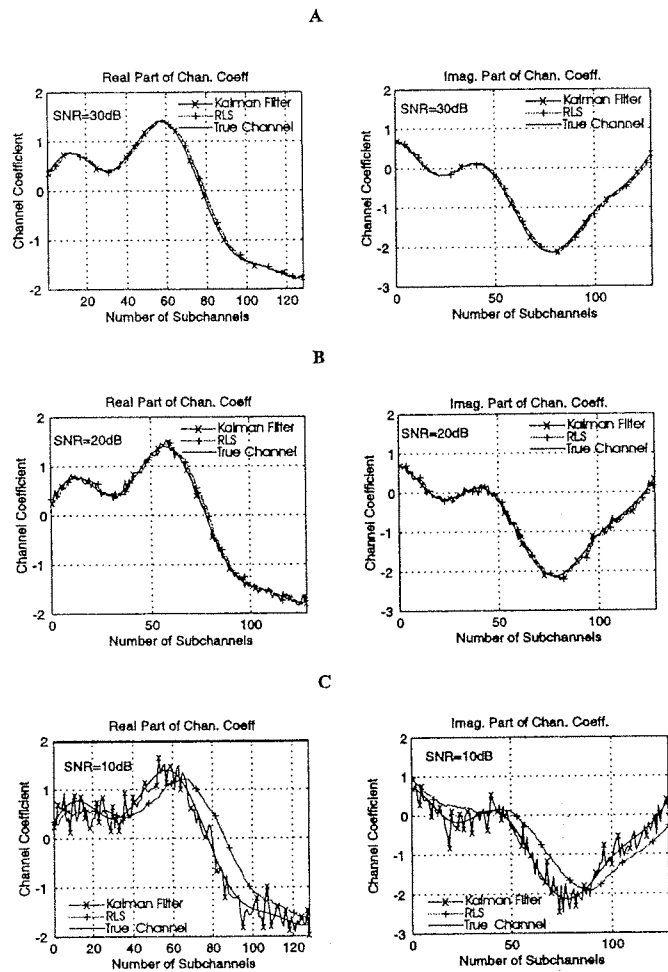 A
Real Part of Chan. Coeff
SNR=30dB
Kalman Filter
RLS
True Channel
Channel Coefficient
2
1
0
-1
-2
20 40 60 80 100 120
Number of Subchannels
Imag. Part of Chan. Coeff.
SNR=30dB
Kalman Filter
RLS
True Channel
Channel Coefficient
2
1
0
-1
-2
-3
0 50 100
Number of Subchannels
B
Real Part of Chan. Coeff
SNR=20dB
Kalman Filter
RLS
True Channel
Channel Coefficient
2
1
0
-1
-2
0 50 100
Number of Subchannels
Imag. Part of Chan. Coeff.
SNR=20dB
Kalman Filter
RLS
True Channel
Channel Coefficient
2
1
0
-1
-2
-3
0 50 100
Number of Subchannels
C
Real Part of Chan. Coeff
SNR=10dB
Kalman Filter
RLS
True Channel
Channel Coefficient
2
1
0
-1
-2
0 20 40 60 80 100 120
Number of Subchannels
Imag. Part of Chan. Coeff.
SNR=10dB
Kalman Filter
RLS
True Channel
Channel Coefficient
2
1
0
-1
-2
-3
0 50 100
Number of Subchannels